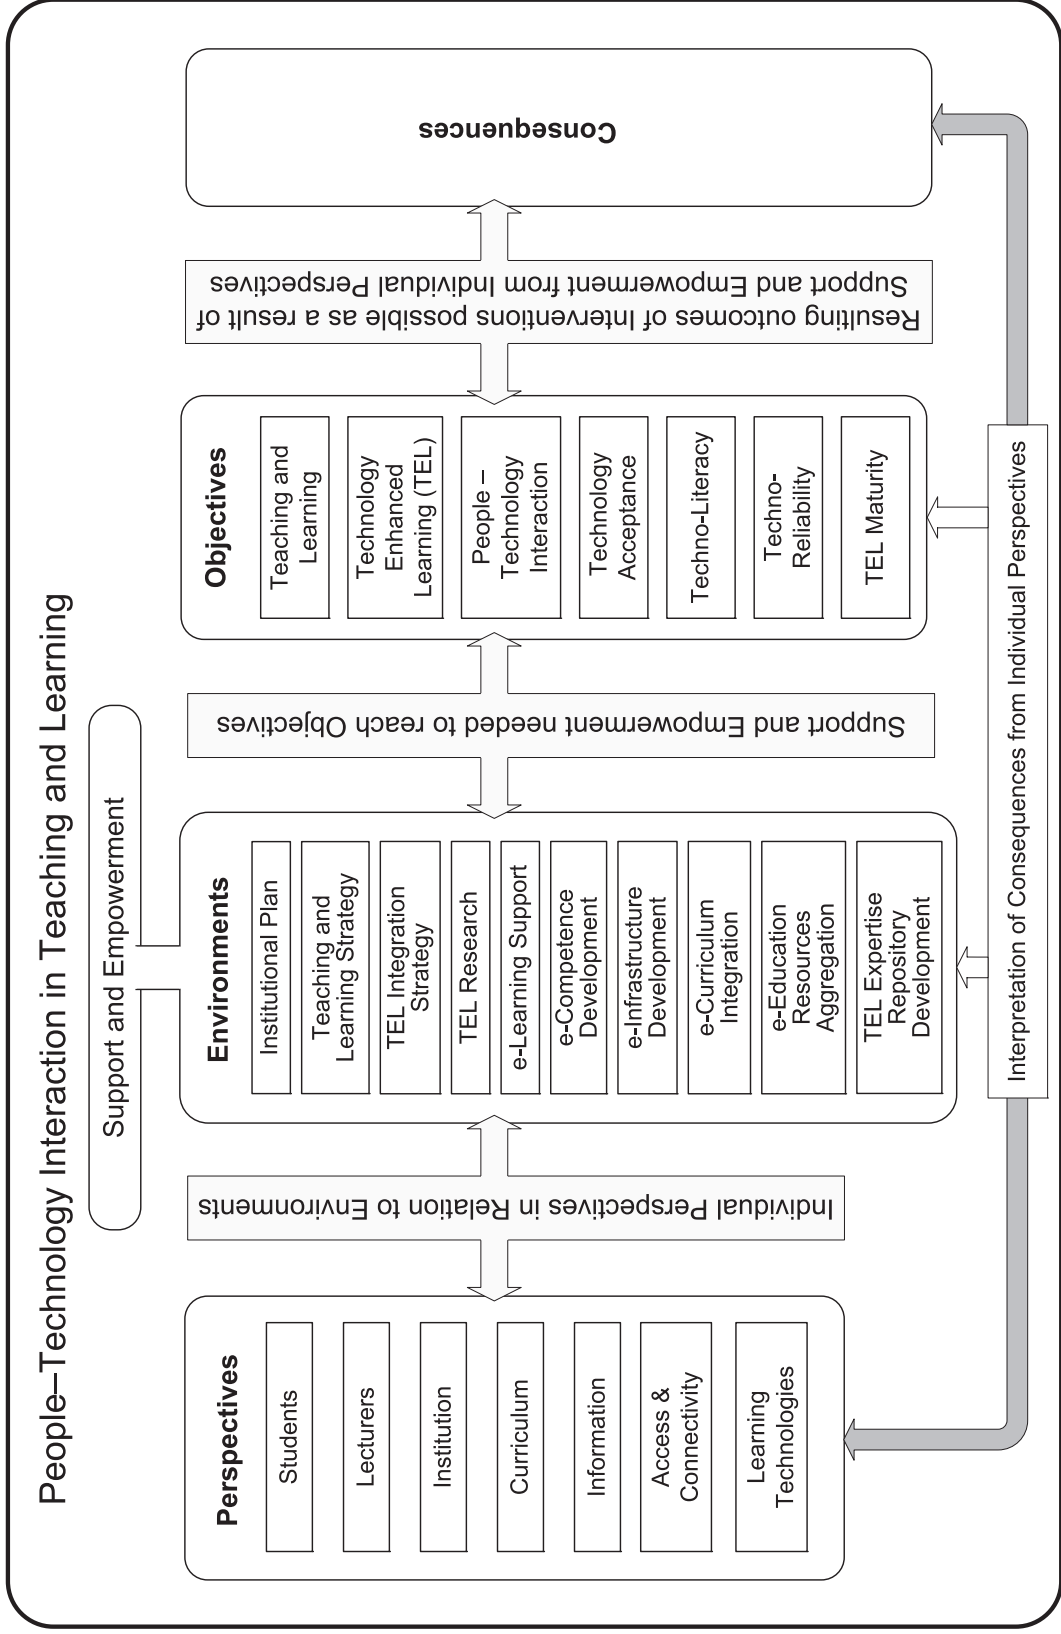 People–Technology Interaction in Teaching and Learning
Support and Empowerment
Perspectives
Students
Lecturers
Institution
Curriculum
Information
Access &
Connectivity
Learning
Technologies
Individual Perspectives in Relation to Environments
Environments
Institutional Plan
Teaching and
Learning Strategy
TEL Integration
Strategy
TEL Research
e-Learning Support
e-Competence
Development
e-Infrastructure
Development
e-Curriculum
Integration
e-Education
Resources
Aggregation
TEL Expertise
Repository
Development
Support and Empowerment needed to reach Objectives
Objectives
Teaching and
Learning
Technology
Enhanced
Learning (TEL)
People –
Technology
Interaction
Technology
Acceptance
Techno-Literacy
Techno-
Reliability
TEL Maturity
Resulting outcomes of Interventions possible as a result of
Support and Empowerment from Individual Perspectives
Consequences
Interpretation of Consequences from Individual Perspectives